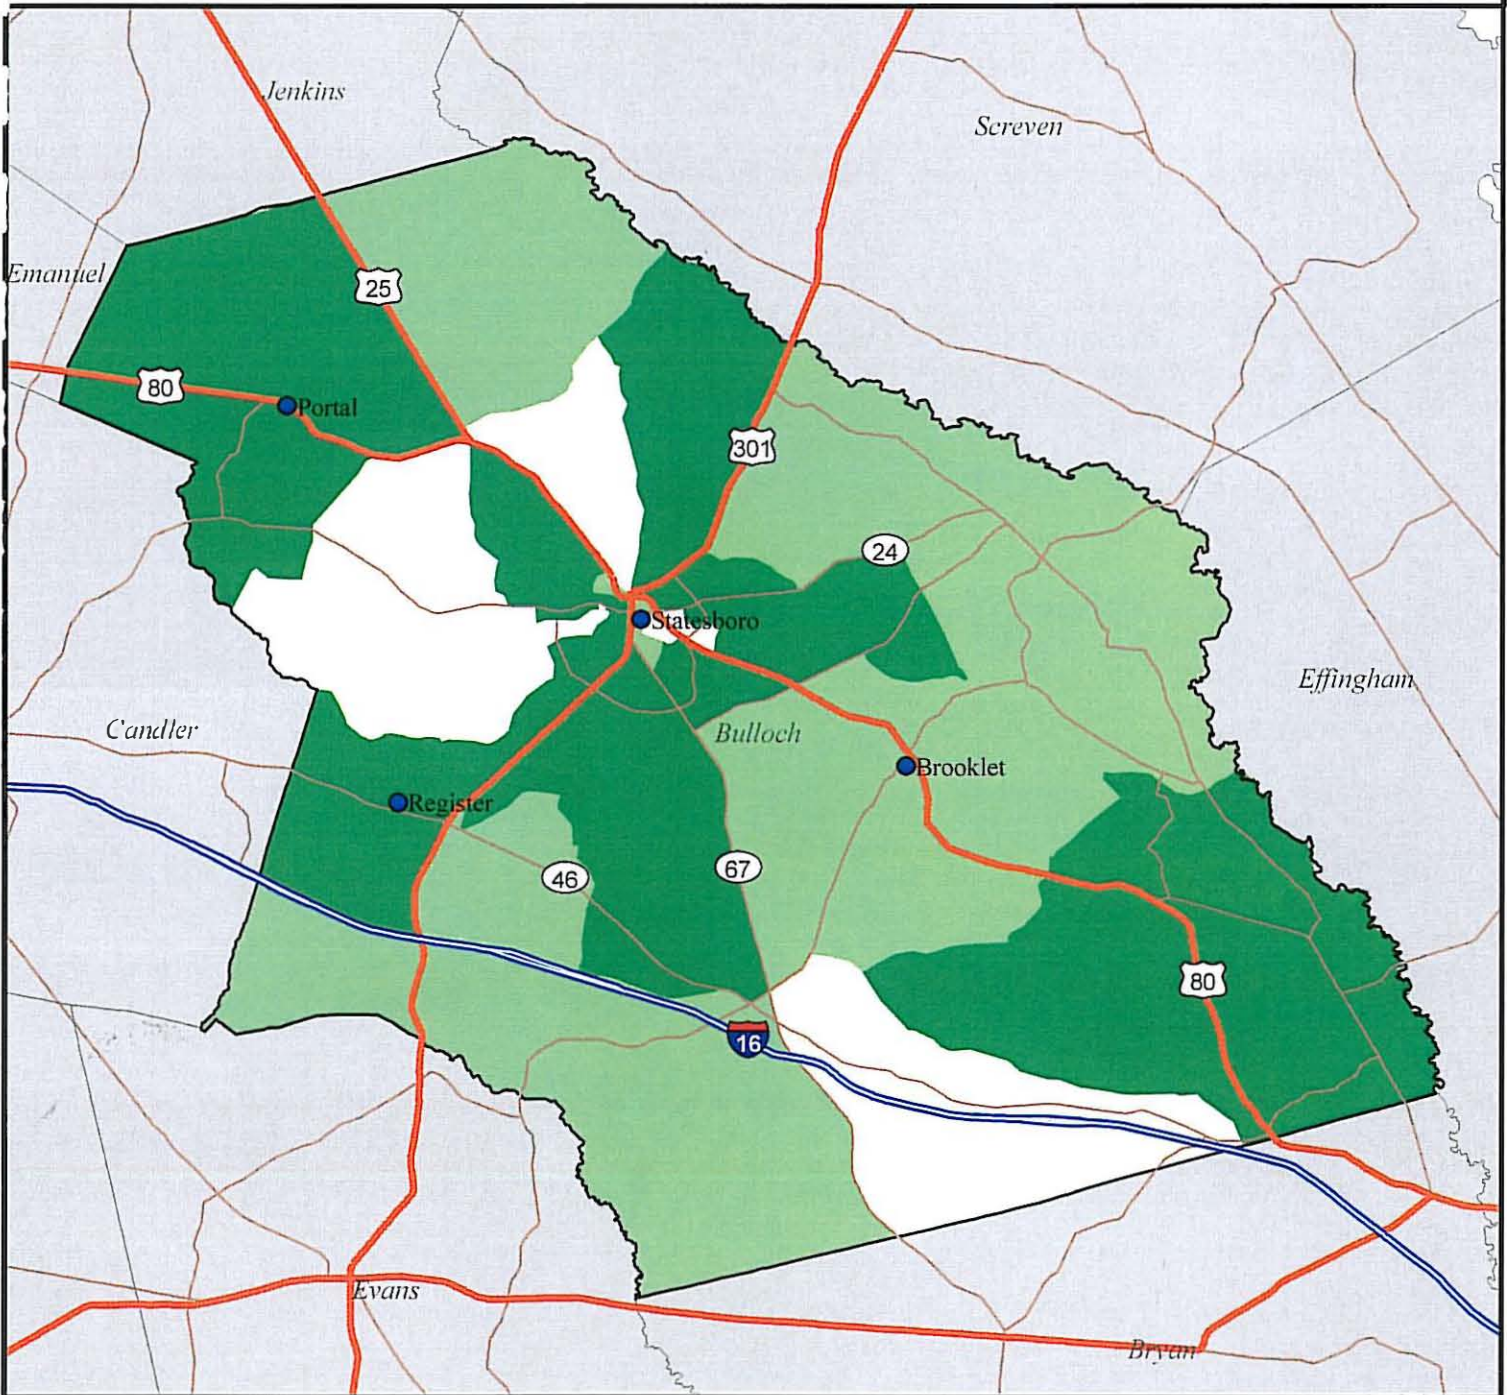 Jenkins
Screven
Emanuel
25
80
Portal
301
24
Statesboro
Effingham
Candler
Bulloch
Brooklet
Register
67
46
80
16
Evans
Bryan